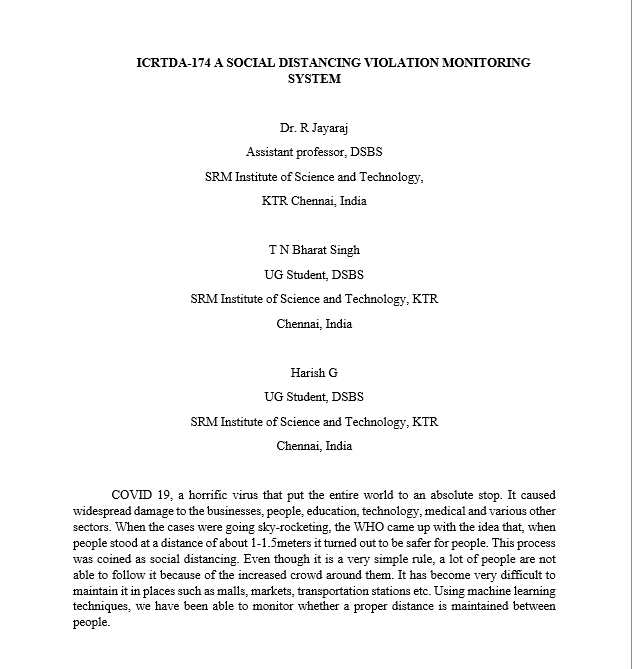 ICRTDA-174 A SOCIAL DISTANCING VIOLATION MONITORING
SYSTEM
Dr. R Jayaraj
Assistant professor, DSBS
SRM Institute of Science and Technology,
KTR Chennai, India
T N Bharat Singh
UG Student, DSBS
SRM Institute of Science and Technology, KTR
Chennai, India
Harish G
UG Student, DSBS
SRM Institute of Science and Technology, KTR
Chennai, India
COVID 19, a horrific virus that put the entire world to an absolute stop. It caused
widespread damage to the businesses, people, education, technology, medical and various other
sectors. When the cases were going sky-rocketing, the WHO came up with the idea that, when
people stood at a distance of about 1-1.5meters it turned out to be safer for people. This process
was coined as social distancing. Even though it is a very simple rule, a lot of people are not
able to follow it because of the increased crowd around them. It has become very difficult to
maintain it in places such as malls, markets, transportation stations etc. Using machine learning
techniques, we have been able to monitor whether a proper distance is maintained between
people.